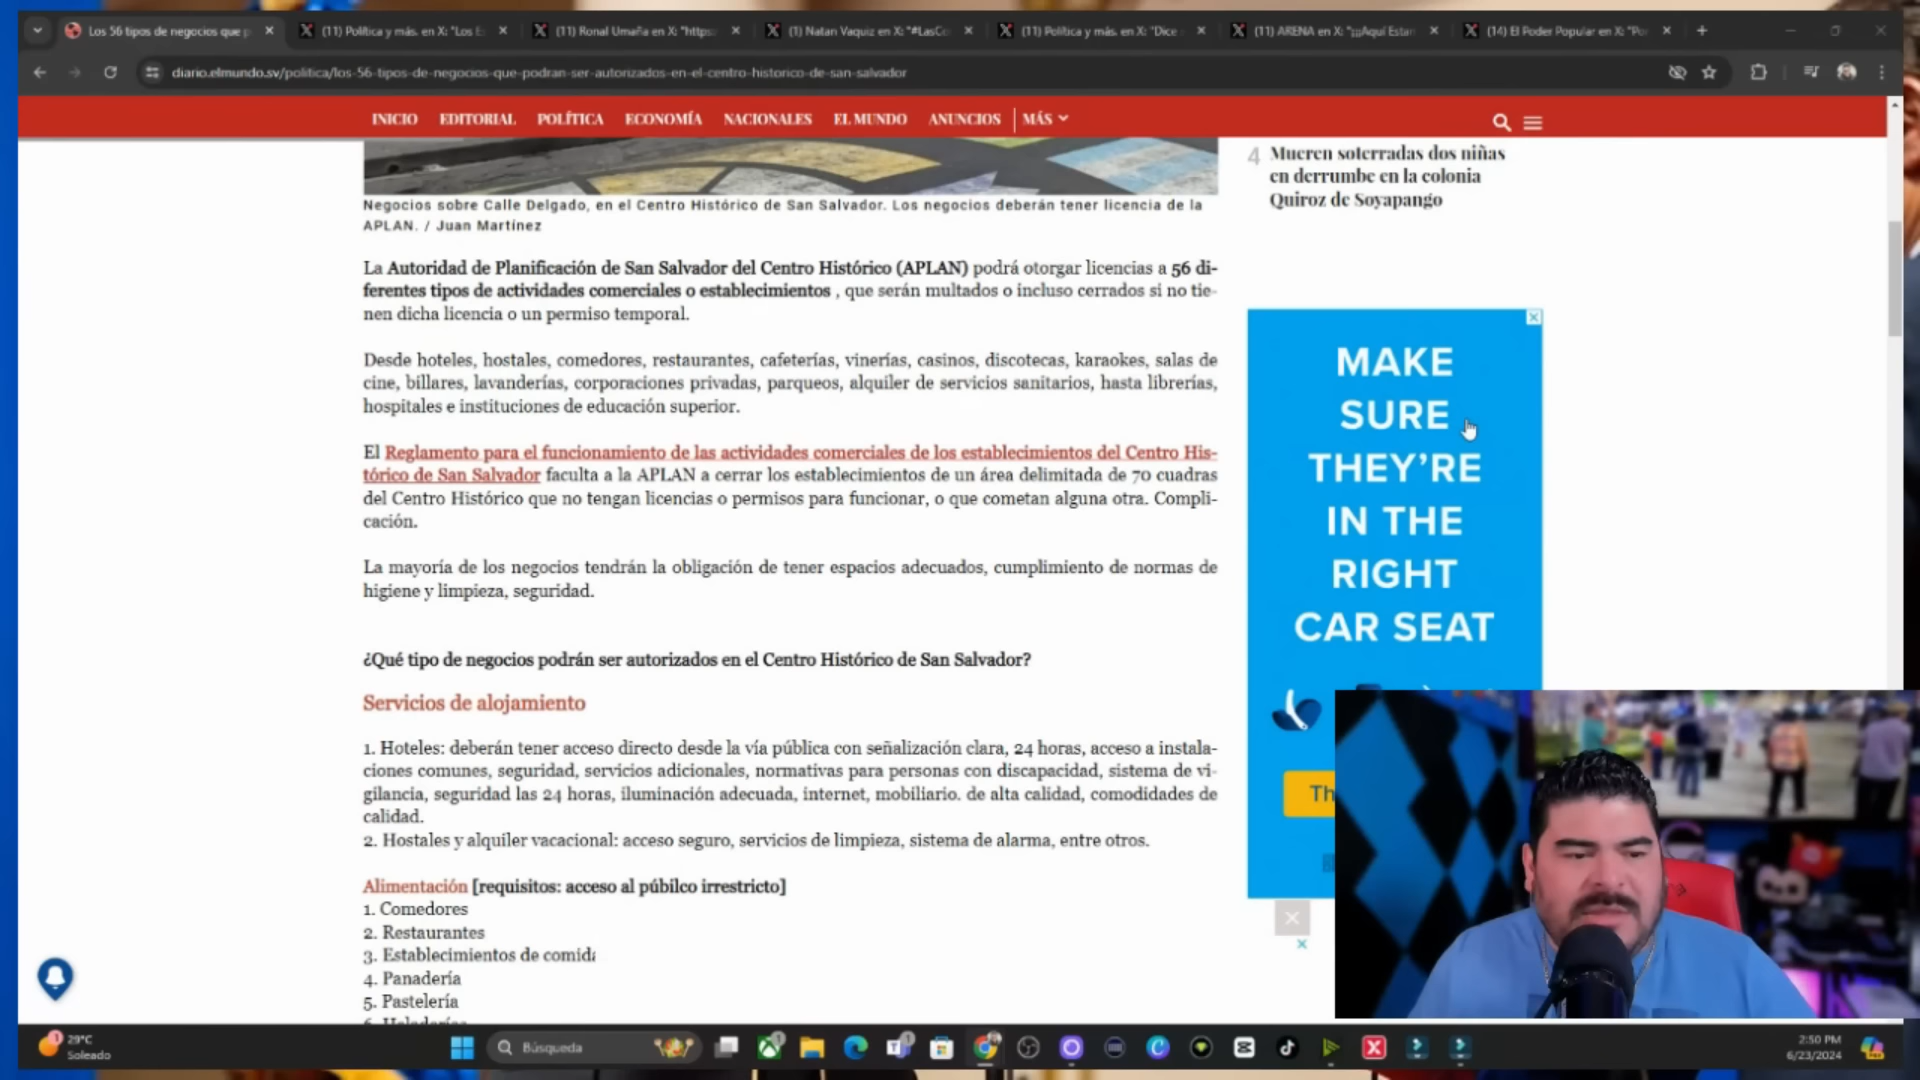 Los 56 tipos de negocios que p
(11) Política y más. en X: "Los E
(11) Ronal Umaña en X: "https:
(1) Natan Vaquiz en X: "#LasCo
(11) Política y más. en X: "Dice
(11) ARENA en X: "¡¡¡Aquí Estan
(14) El Poder Popular en X: "Po
diario.elmundo.sv/politica/los-56-tipos-de-negocios-que-podran-ser-autorizados-en-el-centro-historico-de-san-salvador
INICIO EDITORIAL POLÍTICA ECONOMÍA NACIONALES EL MUNDO ANUNCIOS MÁS
4 Mueren soterradas dos niñas
en derrumbe en la colonia
Quiroz de Soyapango
Negocios sobre Calle Delgado, en el Centro Histórico de San Salvador. Los negocios deberán tener licencia de la
APLAN. / Juan Martínez
La Autoridad de Planificación de San Salvador del Centro Histórico (APLAN) podrá otorgar licencias a 56 di-
ferentes tipos de actividades comerciales o establecimientos , que serán multados o incluso cerrados si no tie-
nen dicha licencia o un permiso temporal.
Desde hoteles, hostales, comedores, restaurantes, cafeterías, vinerías, casinos, discotecas, karaokes, salas de
cine, billares, lavanderías, corporaciones privadas, parqueos, alquiler de servicios sanitarios, hasta librerías,
hospitales e instituciones de educación superior.
El Reglamento para el funcionamiento de las actividades comerciales de los establecimientos del Centro His-
tórico de San Salvador faculta a la APLAN a cerrar los establecimientos de un área delimitada de 70 cuadras
del Centro Histórico que no tengan licencias o permisos para funcionar, o que cometan alguna otra. Compli-
cación.
La mayoría de los negocios tendrán la obligación de tener espacios adecuados, cumplimiento de normas de
higiene y limpieza, seguridad.
¿Qué tipo de negocios podrán ser autorizados en el Centro Histórico de San Salvador?
Servicios de alojamiento
1. Hoteles: deberán tener acceso directo desde la vía pública con señalización clara, 24 horas, acceso a instala-
ciones comunes, seguridad, servicios adicionales, normativas para personas con discapacidad, sistema de vi-
gilancia, seguridad las 24 horas, iluminación adecuada, internet, mobiliario. de alta calidad, comodidades de
calidad.
2. Hostales y alquiler vacacional: acceso seguro, servicios de limpieza, sistema de alarma, entre otros.
Alimentación [requisitos: acceso al púbilco irrestricto]
1. Comedores
2. Restaurantes
3. Establecimientos de comida
4. Panadería
5. Pastelería
MAKE
SURE
THEY'RE
IN THE
RIGHT
CAR SEAT
Th
29°C
Soleado
Búsqueda
2:50 PM
6/23/2024